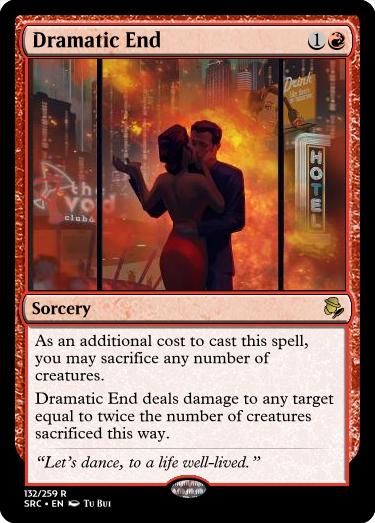 Dramatic End 1
Drink
the
void
club
HOTEL
Sorcery
As an additional cost to cast this spell,
you may sacrifice any number of
creatures.
Dramatic End deals damage to any target
equal to twice the number of creatures
sacrificed this way.
“Let’s dance, to a life well-lived.”
132/259 R
SRC • EN Tu Bui